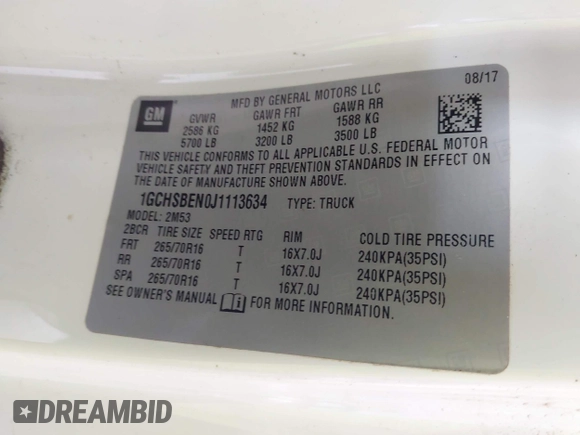 08/17
GM
MFD BY GENERAL MOTORS LLC
GVWR GAWR FRT GAWR RR
2586 KG 1452 KG 1588 KG
5700 LB 3200 LB 3500 LB
THIS VEHICLE CONFORMS TO ALL APPLICABLE U.S. FEDERAL MOTOR
VEHICLE SAFETY AND THEFT PREVENTION STANDARDS IN EFFECT ON
THE DATE OF MANUFACTURE SHOWN ABOVE.
1GCHSBEN0J1113634 TYPE: TRUCK
MODEL: 2M53
2BCR TIRE SIZE SPEED RTG RIM COLD TIRE PRESSURE
FRT 265/70R16 T 16X7.0J 240KPA(35PSI)
RR 265/70R16 T 16X7.0J 240KPA(35PSI)
SPA 265/70R16 T 16X7.0J 240KPA(35PSI)
SEE OWNER'S MANUAL FOR MORE INFORMATION.
DREAMBID